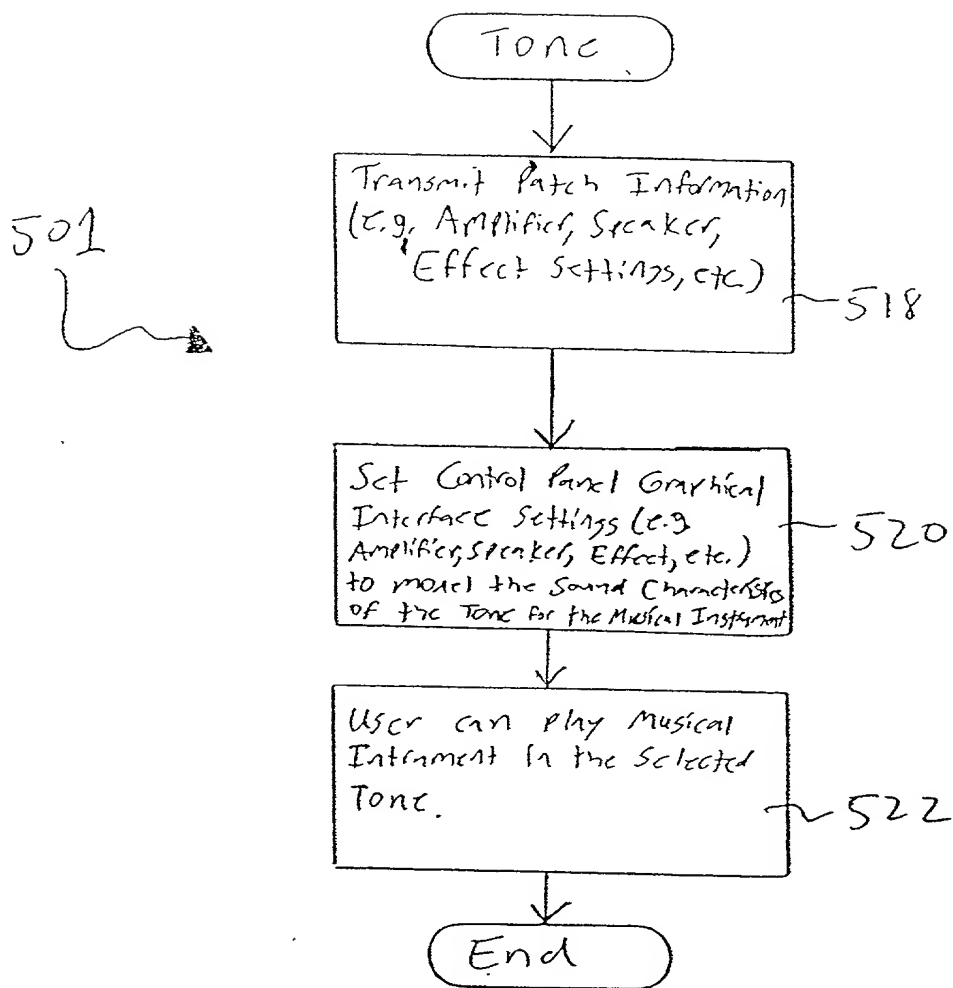 Tone
Transmit Patch Information
(e.g. Amplifier, Speaker,
Effect Settings, etc.)
518
501
Set Control Panel Graphical
Interface Settings (e.g
Amplifier, Speaker, Effect, etc.)
to model the Sound Characteristics
of the Tone for the Musical Instrument
520
User can play Musical
Intrument in the Selected
Tone.
522
End